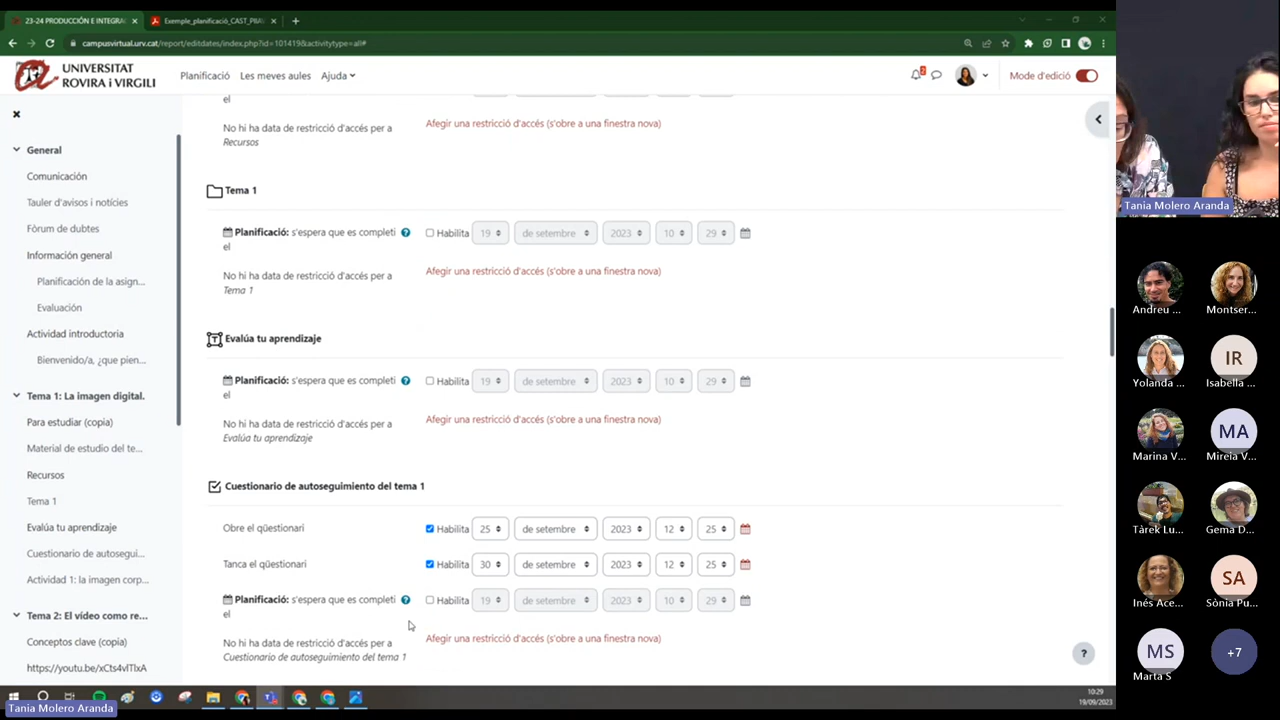 23-24 PRODUCCIÓN E INTEGRA
Exemple_planificació_CAST_PIIAV
campusvirtual.urv.cat/report/editdates/index.php?id=101419&activitytype=all#
UNIVERSITAT
ROVIRA i VIRGILI
Planificació
Les meves aules
Ajuda
2
Mode d'edició
General
Comunicación
Tauler d'avisos i notícies
Fòrum de dubtes
Información general
Planificación de la asign...
Evaluación
Actividad introductoria
Bienvenido/a, ¿que pien...
Tema 1: La imagen digital.
Para estudiar (copia)
Material de estudio del te...
Recursos
Tema 1
Evalúa tu aprendizaje
Cuestionario de autosegui...
Actividad 1: la imagen corp...
Tema 2: El vídeo como re...
Conceptos clave (copia)
https://youtu.be/xCts4vlTlxA
el
No hi ha data de restricció d'accés per a
Recursos
Afegir una restricció d'accés (s'obre a una finestra nova)
Tema 1
Planificació: s'espera que es completi
el
Habilita 19 de setembre 2023 10 29
No hi ha data de restricció d'accés per a
Tema 1
Afegir una restricció d'accés (s'obre a una finestra nova)
Evalúa tu aprendizaje
Planificació: s'espera que es completi
el
Habilita 19 de setembre 2023 10 29
No hi ha data de restricció d'accés per a
Evalúa tu aprendizaje
Afegir una restricció d'accés (s'obre a una finestra nova)
Cuestionario de autoseguimiento del tema 1
Obre el qüestionari
Habilita 25 de setembre 2023 12 25
Tanca el qüestionari
Habilita 30 de setembre 2023 12 25
Planificació: s'espera que es completi
el
Habilita 19 de setembre 2023 10 29
No hi ha data de restricció d'accés per a
Cuestionario de autoseguimiento del tema 1
Afegir una restricció d'accés (s'obre a una finestra nova)
?
10:29
19/09/2023
Tania Molero Aranda
Tania Molero Aranda
Andreu ...
Montser...
Yolanda ...
IR
Isabella ...
Marina V...
MA
Mireia V...
Tàrek Lu...
Gema D...
Inés Ace...
SA
Sònia Pu...
MS
Marta S
+7